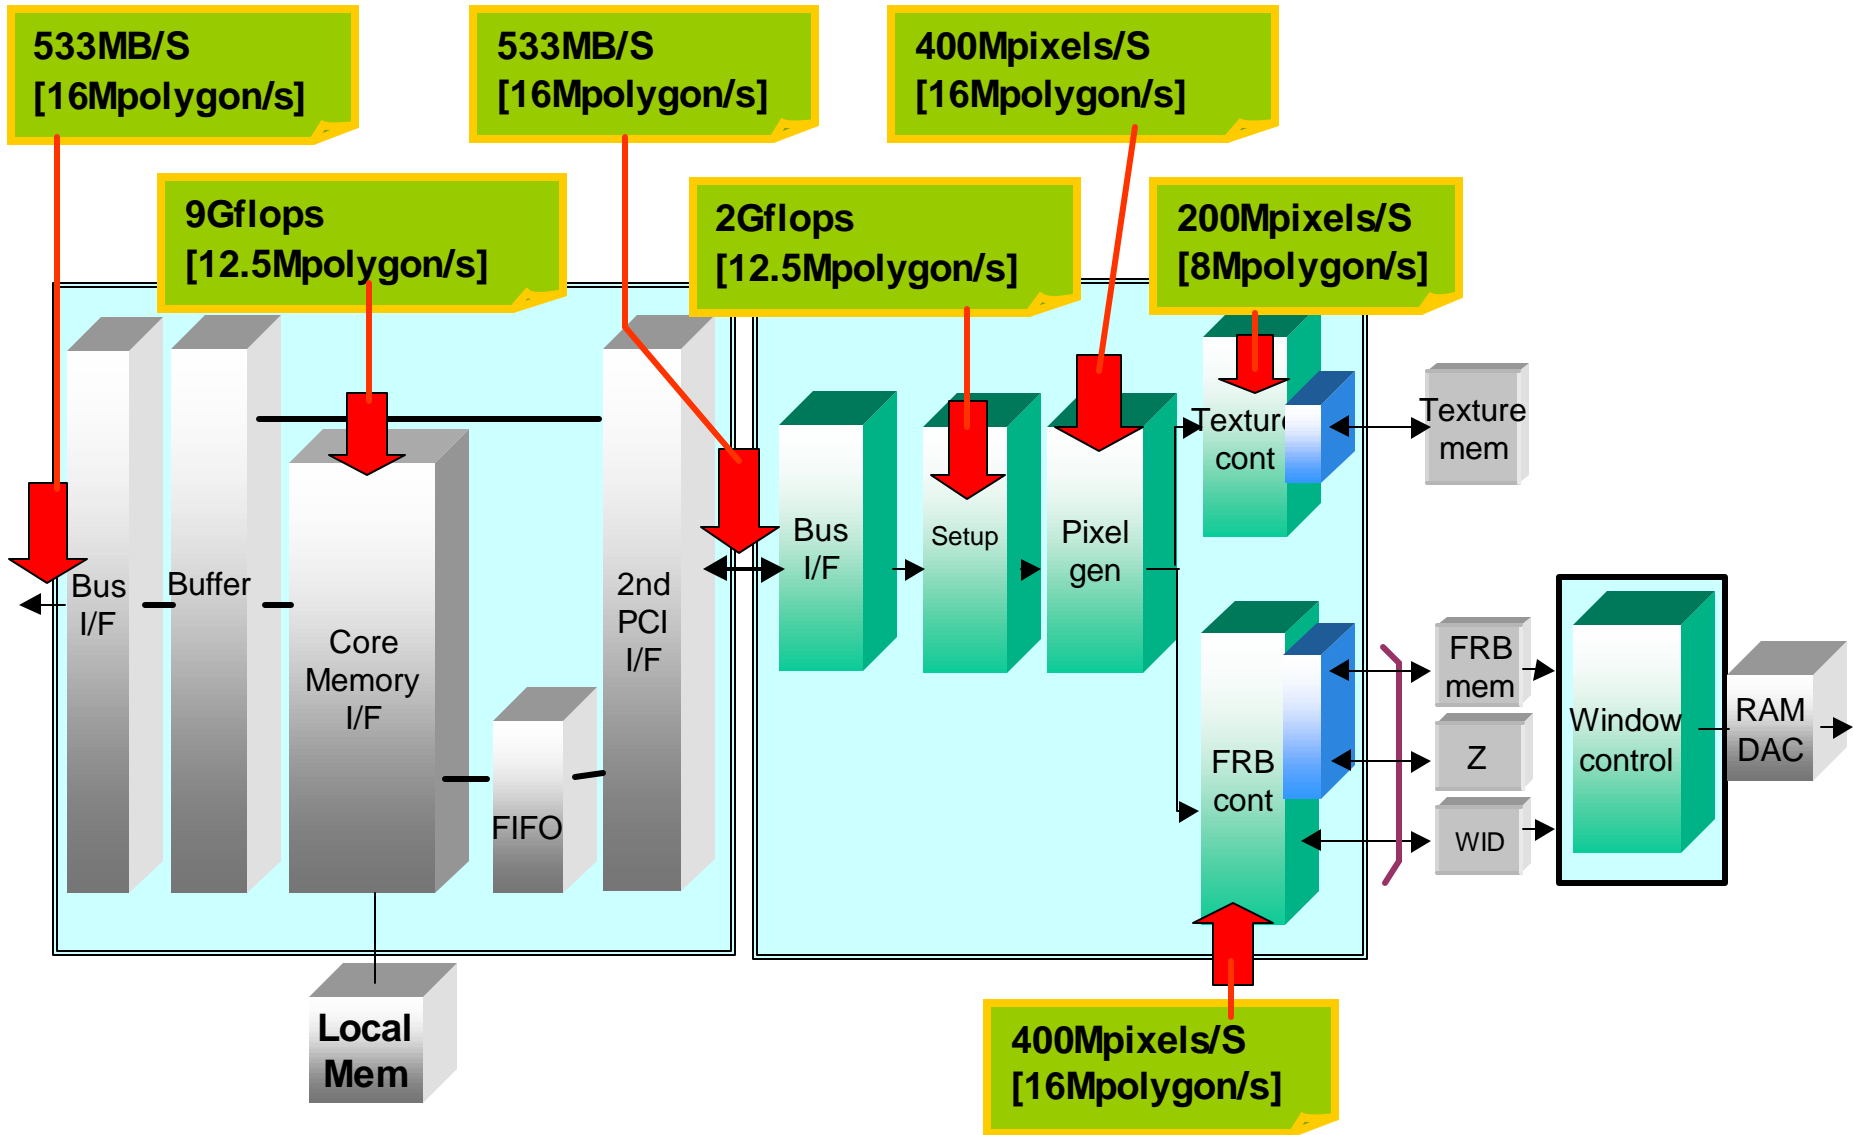 533MB/S
[16Mpolygon/s]
533MB/S
[16Mpolygon/s]
400Mpixels/S
[16Mpolygon/s]
9Gflops
[12.5Mpolygon/s]
2Gflops
[12.5Mpolygon/s]
200Mpixels/S
[8Mpolygon/s]
Bus
I/F
Buffer
Core
Memory
I/F
FIFO
2nd
PCI
I/F
Local
Mem
Bus
I/F
Setup
Pixel
gen
Texture
cont
Texture
mem
FRB
cont
FRB
mem
Z
WID
Window
control
RAM
DAC
400Mpixels/S
[16Mpolygon/s]